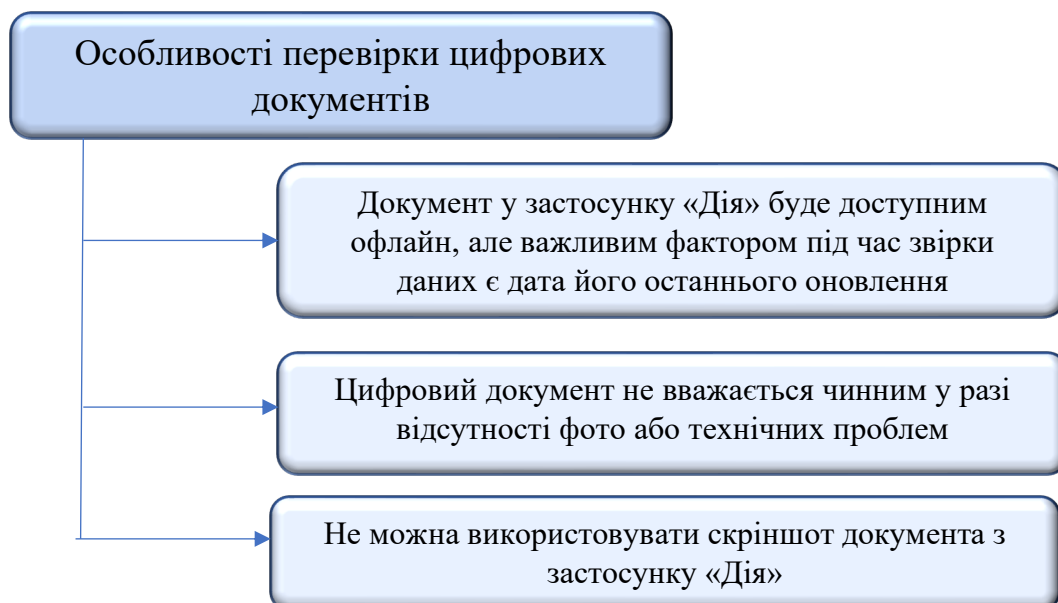 Особливості перевірки цифрових
документів
Документ у застосунку «Дія» буде доступним
офлайн, але важливим фактором під час звірки
даних є дата його останнього оновлення
Цифровий документ не вважається чинним у разі
відсутності фото або технічних проблем
Не можна використовувати скріншот документа з
застосунку «Дія»